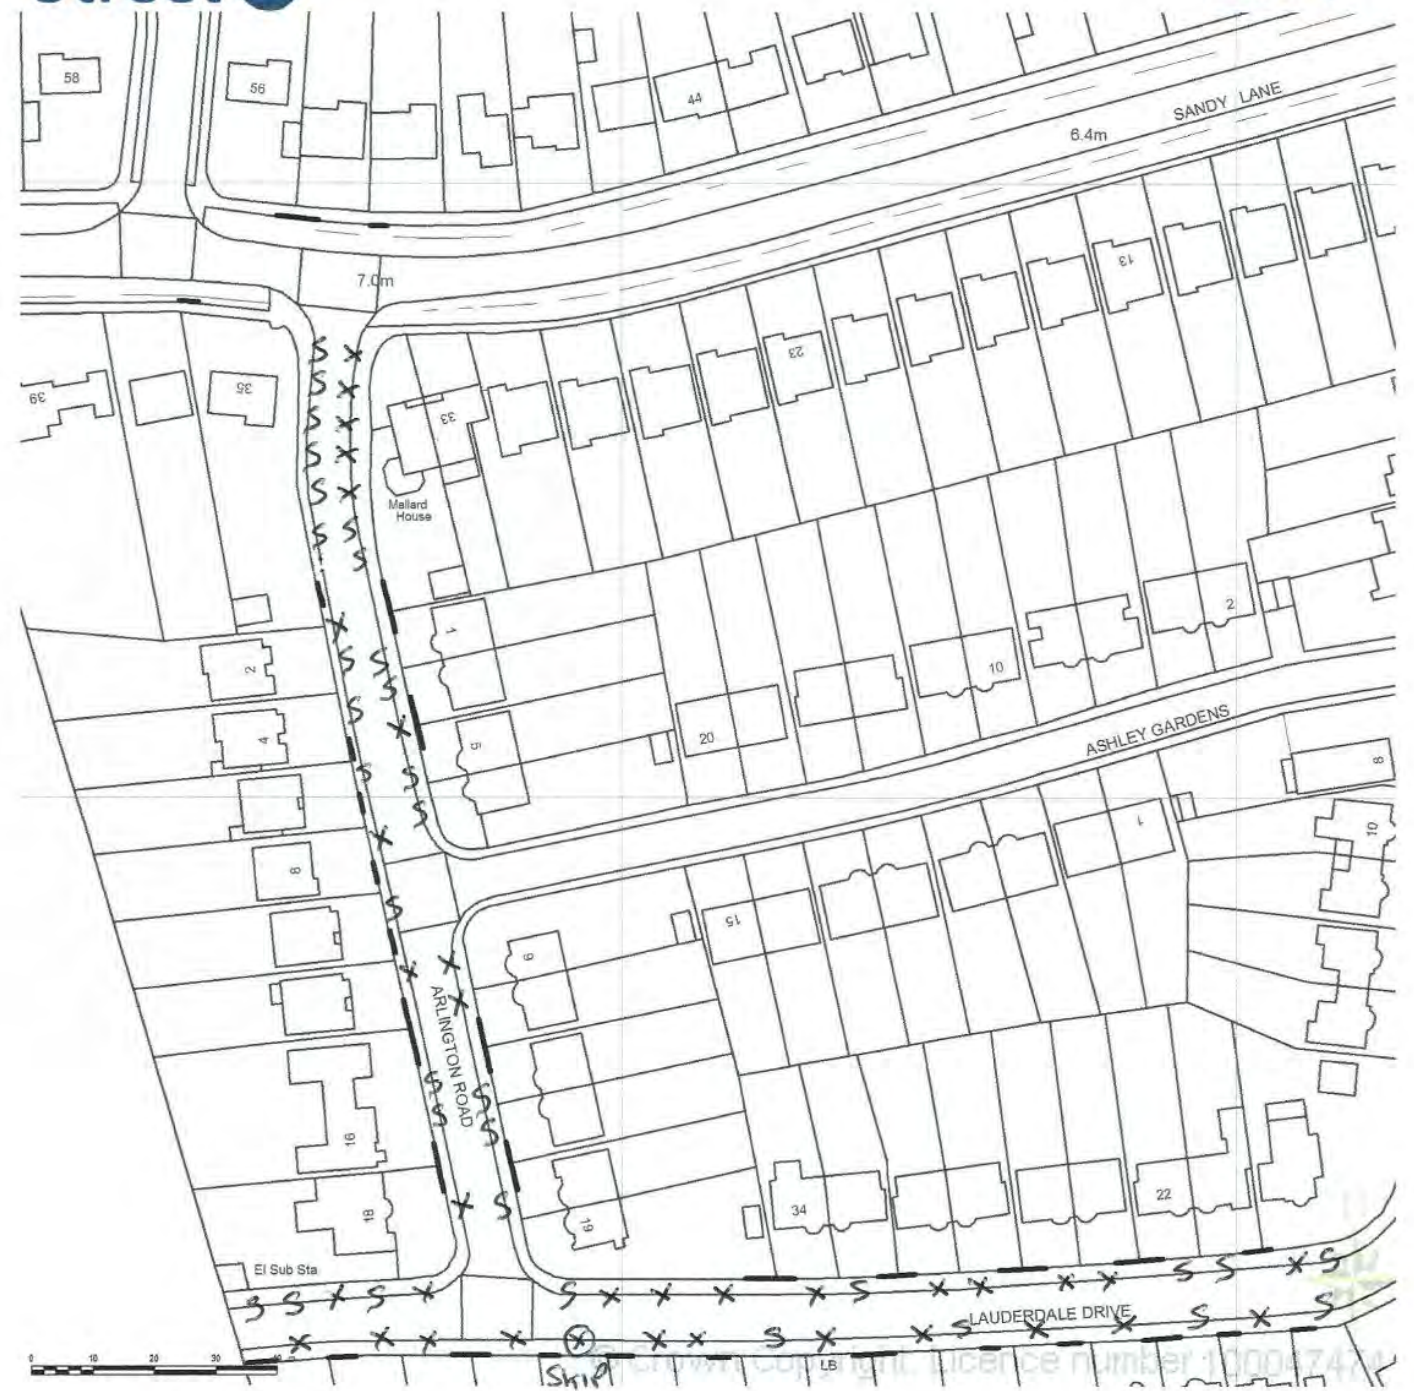 58
56
44
SANDY LANE
6.4m
7.0m
13
23
39
35
33
Mallard
House
1
2
2
10
4
5
20
ASHLEY GARDENS
8
1
10
8
15
9
ARLINGTON ROAD
16
34
22
18
19
El Sub Sta
S S S S S S
X X X X X S S
X S S S X S X
S S X S S
X X S S S
S S X
S S X S X
S X X X X S X X X X S S X S
LAUDERDALE DRIVE
X X X X X X X S X X S X X S X S
0 10 20 30
SKIP
LB
© Crown Copyright. Licence number 100047474